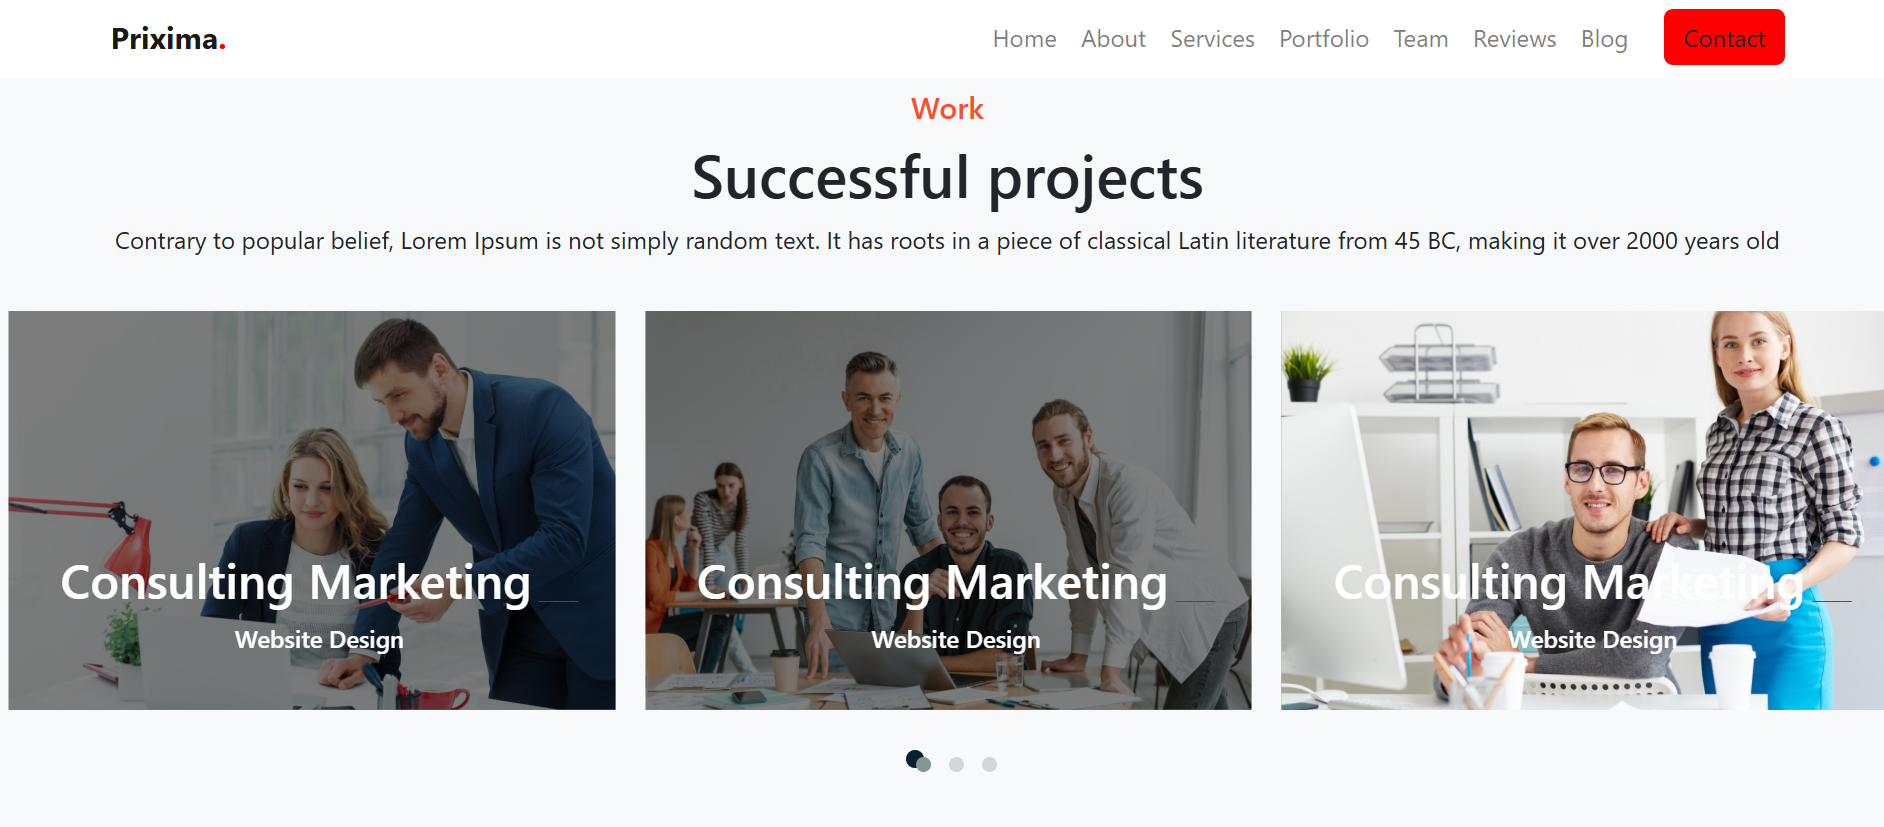 Prixima.
Home About Services Portfolio Team Reviews Blog Contact
Work
Successful projects
Contrary to popular belief, Lorem Ipsum is not simply random text. It has roots in a piece of classical Latin literature from 45 BC, making it over 2000 years old
Consulting Marketing
Website Design
Consulting Marketing
Website Design
Consulting Marketing
Website Design